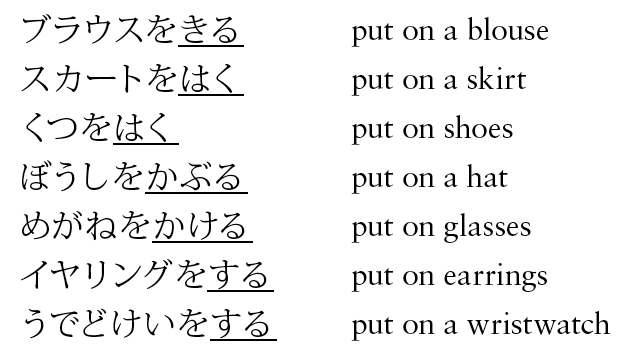 ブラウスをきる put on a blouse
スカートをはく put on a skirt
くつをはく put on shoes
ぼうしをかぶる put on a hat
めがねをかける put on glasses
イヤリングをする put on earrings
うでどけいをする put on a wristwatch